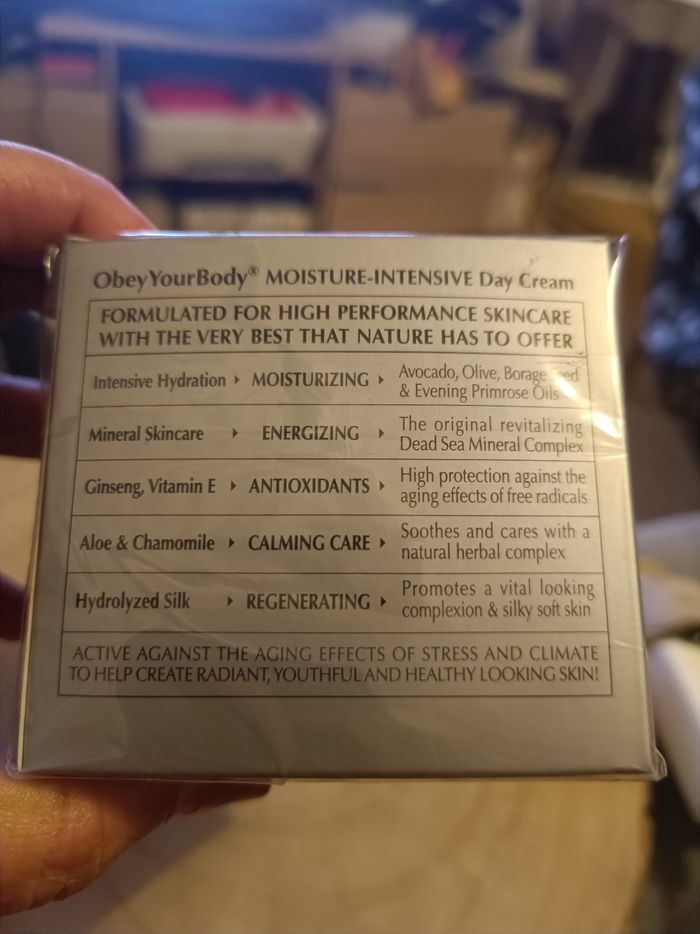 ObeyYourBody® MOISTURE-INTENSIVE Day Cream
FORMULATED FOR HIGH PERFORMANCE SKINCARE
WITH THE VERY BEST THAT NATURE HAS TO OFFER
Intensive Hydration ‣ MOISTURIZING ‣ Avocado, Olive, Borage Seed
& Evening Primrose Oils
Mineral Skincare ‣ ENERGIZING ‣ The original revitalizing
Dead Sea Mineral Complex
Ginseng, Vitamin E ‣ ANTIOXIDANTS ‣ High protection against the
aging effects of free radicals
Aloe & Chamomile ‣ CALMING CARE ‣ Soothes and cares with a
natural herbal complex
Hydrolyzed Silk ‣ REGENERATING ‣ Promotes a vital looking
complexion & silky soft skin
ACTIVE AGAINST THE AGING EFFECTS OF STRESS AND CLIMATE
TO HELP CREATE RADIANT, YOUTHFUL AND HEALTHY LOOKING SKIN!